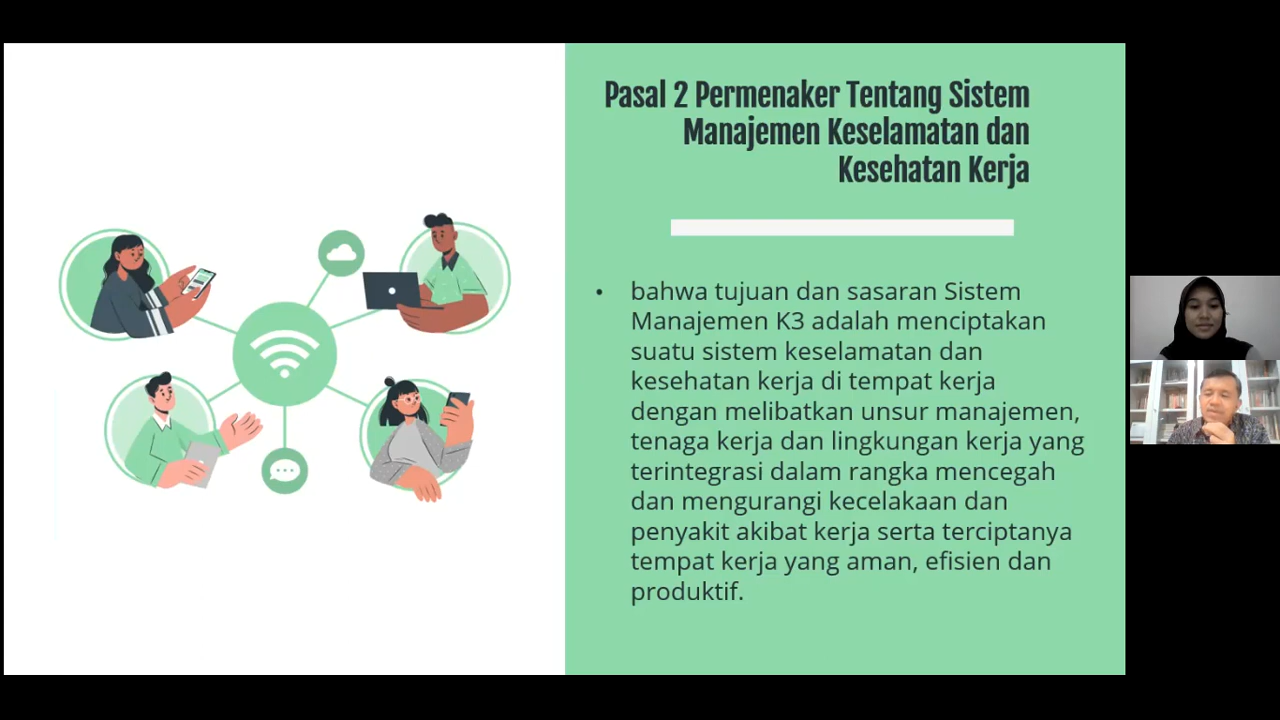 Pasal 2 Permenaker Tentang Sistem
Manajemen Keselamatan dan
Kesehatan Kerja
• bahwa tujuan dan sasaran Sistem
Manajemen K3 adalah menciptakan
suatu sistem keselamatan dan
kesehatan kerja di tempat kerja
dengan melibatkan unsur manajemen,
tenaga kerja dan lingkungan kerja yang
terintegrasi dalam rangka mencegah
dan mengurangi kecelakaan dan
penyakit akibat kerja serta terciptanya
tempat kerja yang aman, efisien dan
produktif.